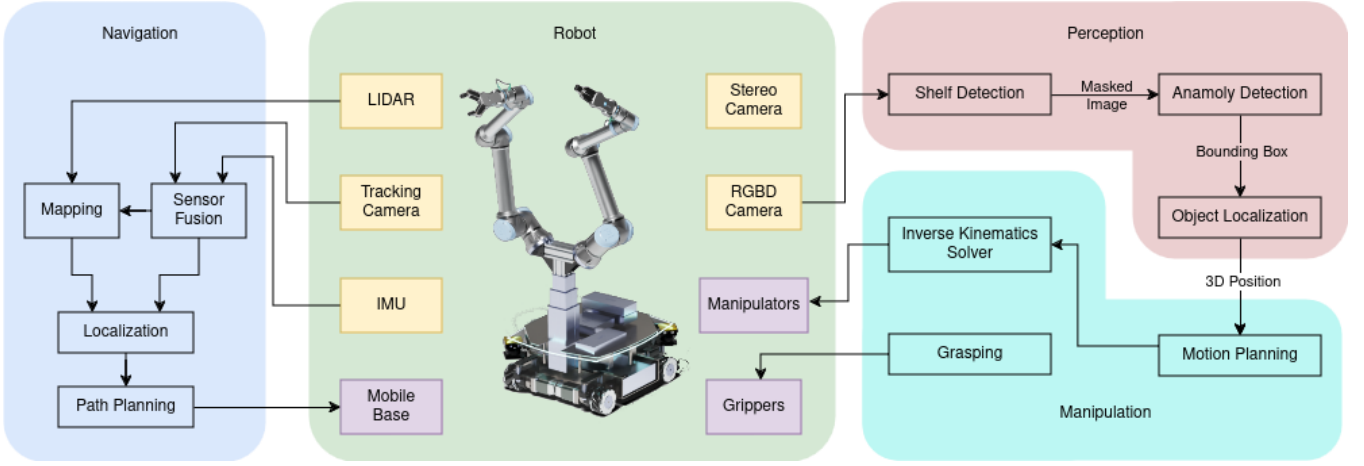 Navigation
Mapping
Sensor
Fusion
Localization
Path Planning
Robot
LIDAR
Tracking
Camera
IMU
Mobile
Base
Stereo
Camera
RGBD
Camera
Manipulators
Grippers
Perception
Shelf Detection
Masked
Image
Anamoly Detection
Bounding Box
Object Localization
3D Position
Inverse Kinematics
Solver
Grasping
Motion Planning
Manipulation